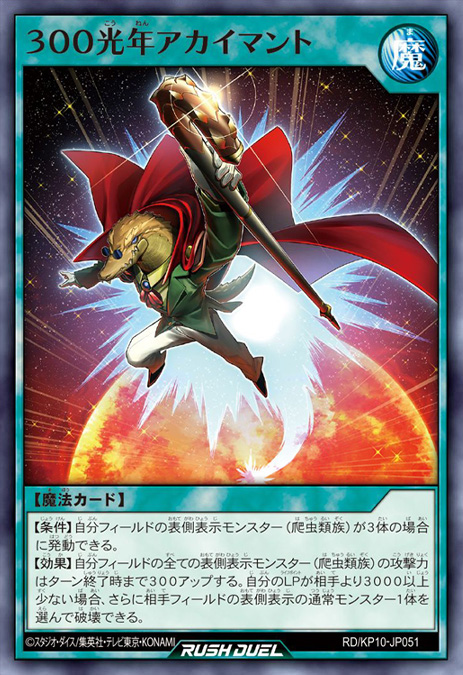 300光年アカイマント
魔
【魔法カード】
【条件】自分フィールドの表側表示モンスター（爬虫類族）が3体の場合
に発動できる。
【効果】自分フィールドの全ての表側表示モンスター（爬虫類族）の攻撃力
はターン終了時まで300アップする。自分のLPが相手より3000以上
少ない場合、さらに相手フィールドの表側表示の通常モンスター1体を
選んで破壊できる。
©スタジオ・ダイス/集英社・テレビ東京・KONAMI
RUSH DUEL
RD/KP10-JP051